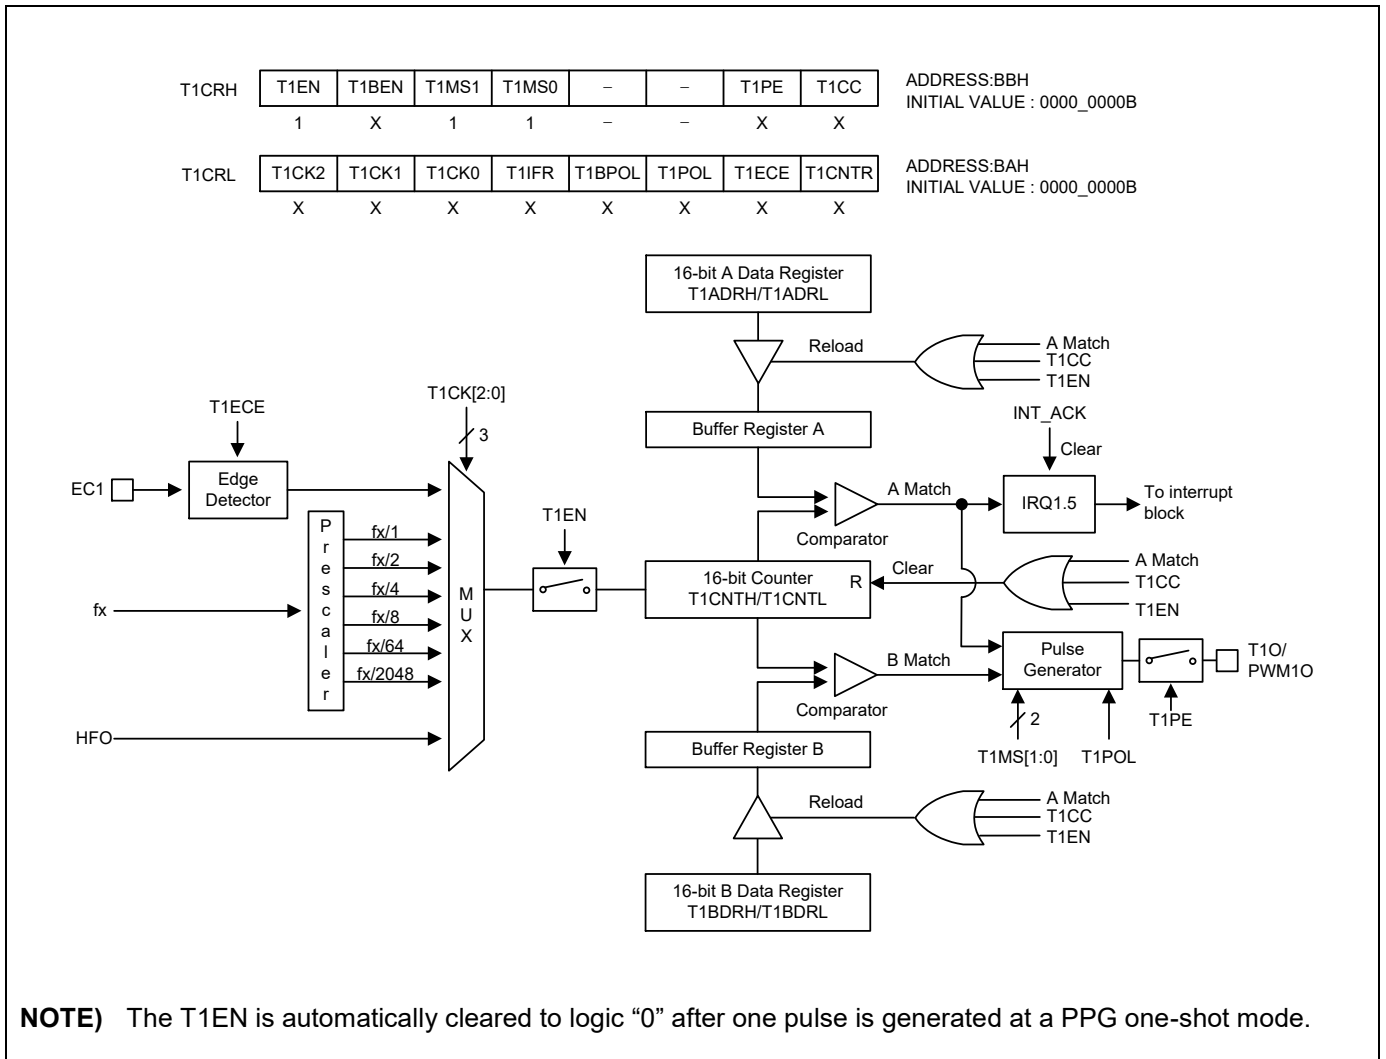 T1CRH T1EN T1BEN T1MS1 T1MS0 – – T1PE T1CC ADDRESS:BBH
INITIAL VALUE : 0000_0000B
1 X 1 1 – – X X
T1CRL T1CK2 T1CK1 T1CK0 T1IFR T1BPOL T1POL T1ECE T1CNTR ADDRESS:BAH
INITIAL VALUE : 0000_0000B
X X X X X X X X
16-bit A Data Register
T1ADRH/T1ADRL
Reload
A Match
T1CC
T1EN
T1CK[2:0]
3
T1ECE
Buffer Register A
INT_ACK
Clear
EC1
Edge
Detector
A Match
IRQ1.5
To interrupt
block
Comparator
T1EN
Prescaler
fx/1
fx/2
fx/4
fx/8
fx/64
fx/2048
fx
MUX
16-bit Counter
T1CNTH/T1CNTL
R
Clear
A Match
T1CC
T1EN
B Match
Comparator
Pulse
Generator
T1O/
PWM1O
2
T1PE
T1MS[1:0]
T1POL
HFO
Buffer Register B
Reload
A Match
T1CC
T1EN
16-bit B Data Register
T1BDRH/T1BDRL
NOTE) The T1EN is automatically cleared to logic “0” after one pulse is generated at a PPG one-shot mode.